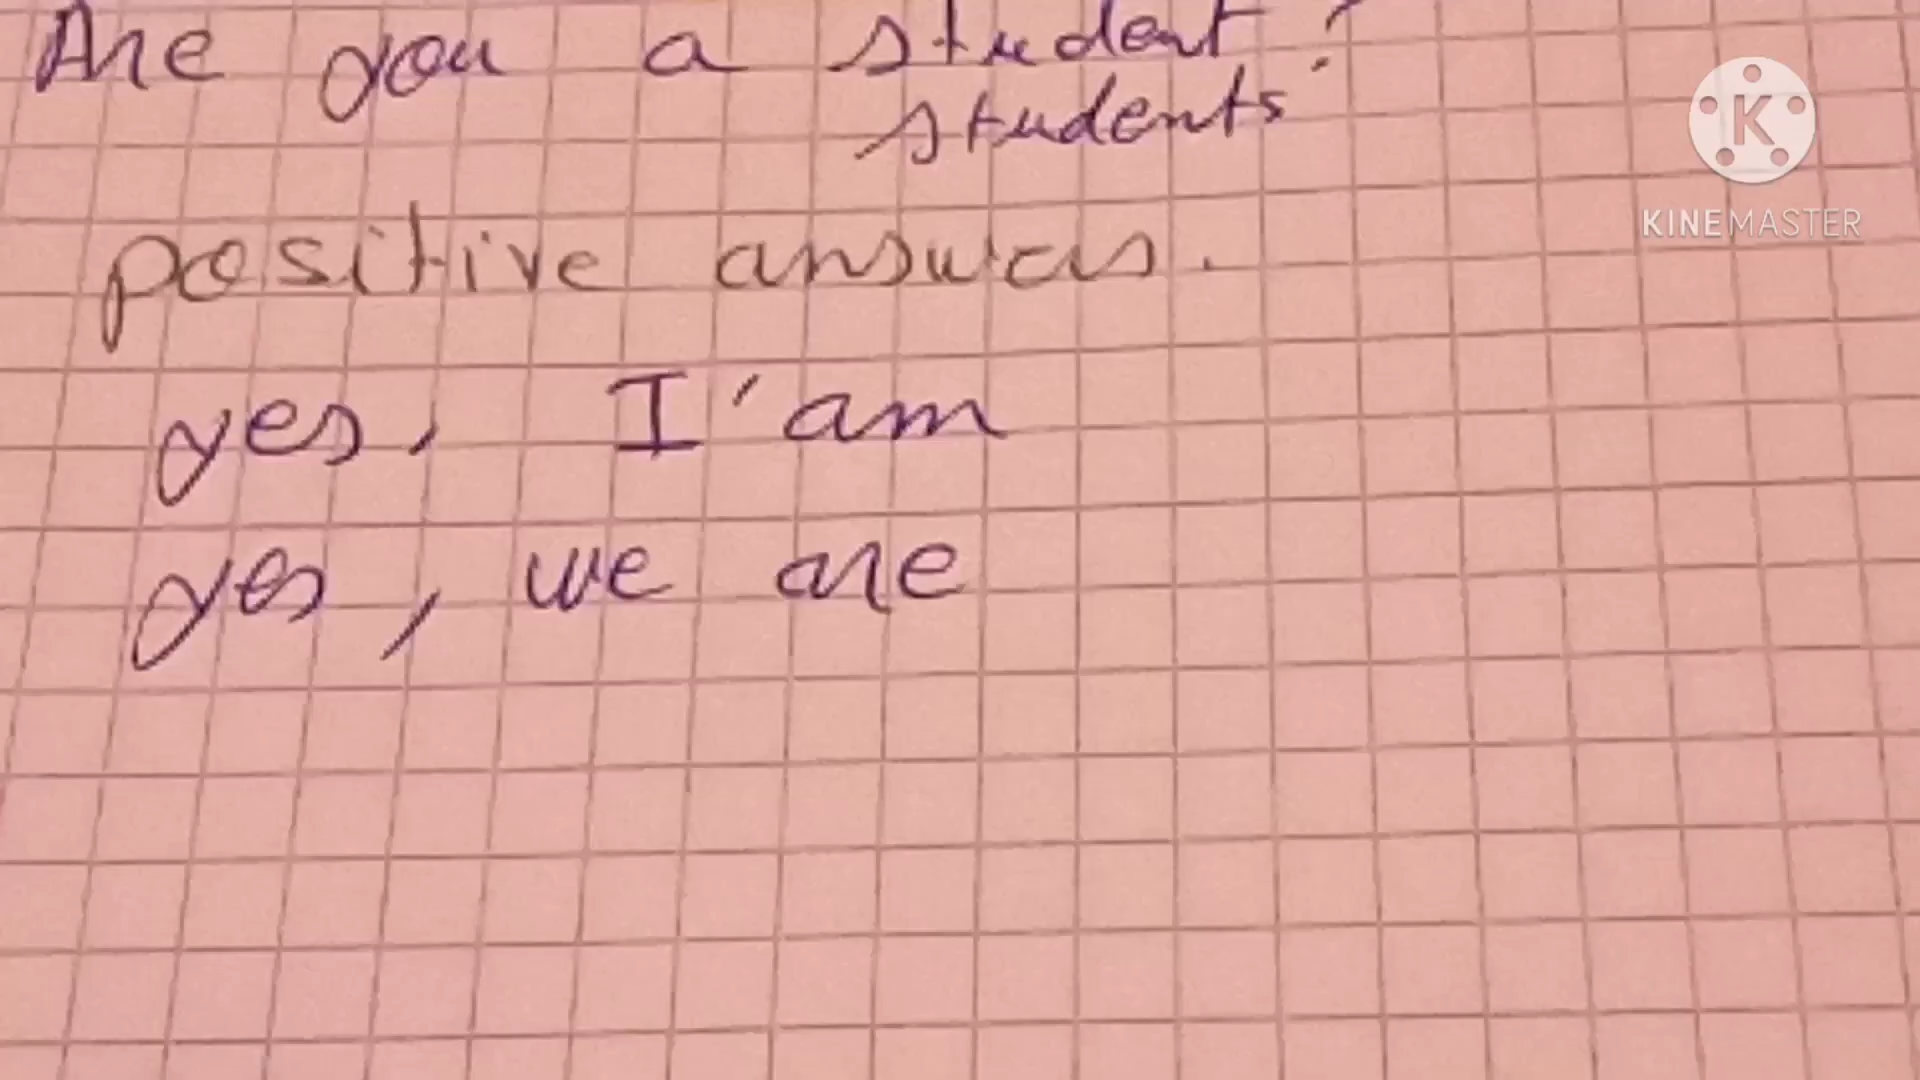 Are you a student?
students
K
KINEMASTER
positive answers.
yes, I'am
yes, we are